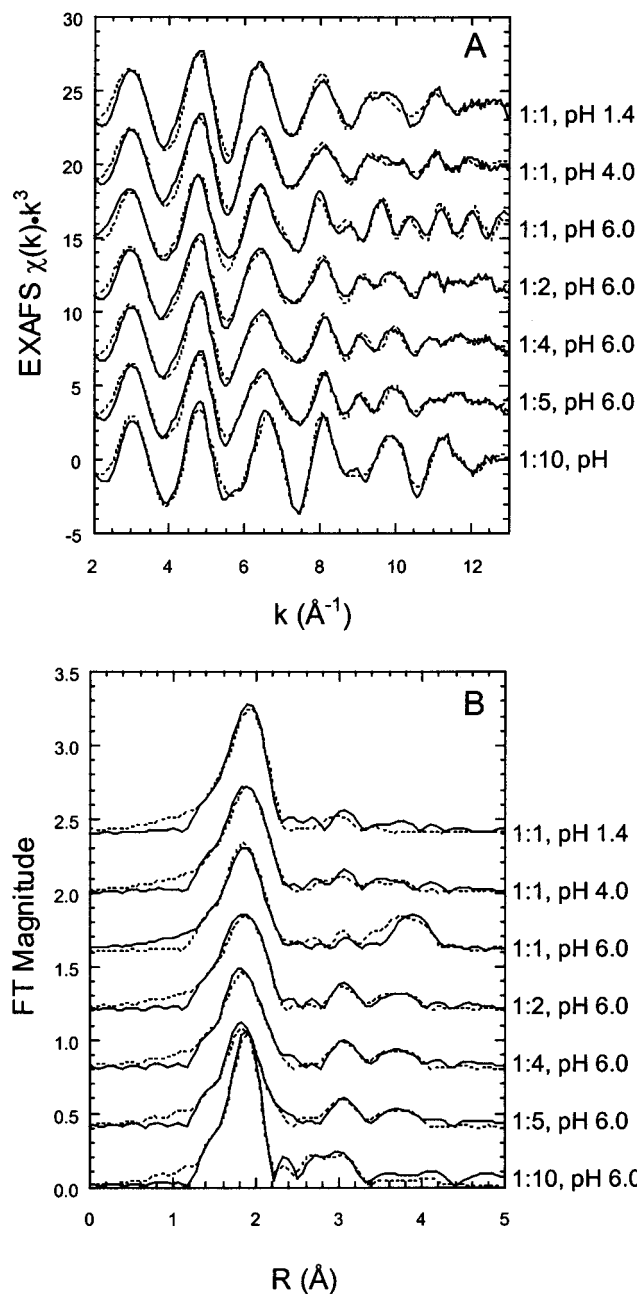 A
30
25
20
15
10
5
0
-5
EXAFS χ(k)•k³
1:1, pH 1.4
1:1, pH 4.0
1:1, pH 6.0
1:2, pH 6.0
1:4, pH 6.0
1:5, pH 6.0
1:10, pH
2 4 6 8 10 12
k (Å⁻¹)
B
3.5
3.0
2.5
2.0
1.5
1.0
0.5
0.0
FT Magnitude
1:1, pH 1.4
1:1, pH 4.0
1:1, pH 6.0
1:2, pH 6.0
1:4, pH 6.0
1:5, pH 6.0
1:10, pH 6.0
0 1 2 3 4 5
R (Å)